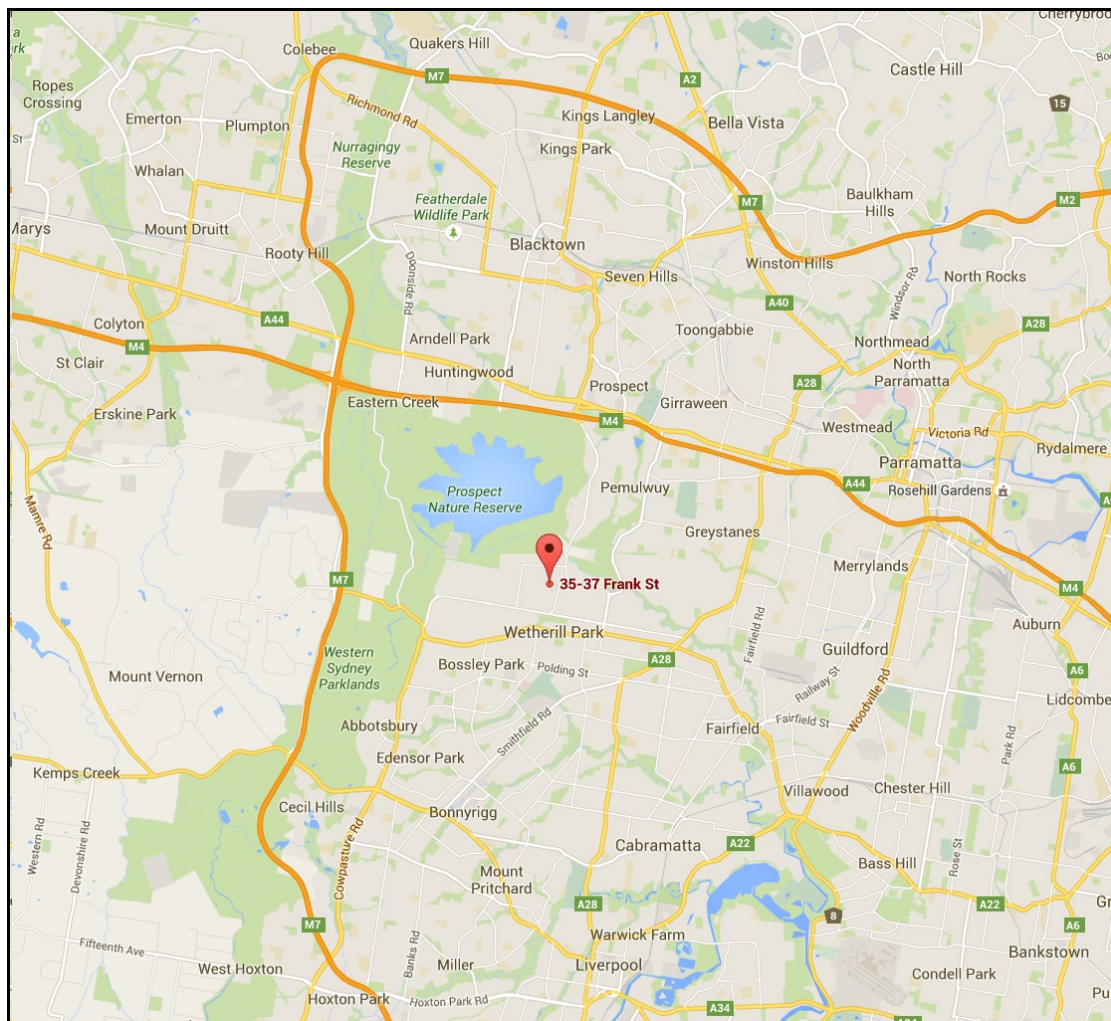 Cherrybroo
Quakers Hill
Colebee
M7
A2
Castle Hill
Ropes
Crossing
Richmond Rd
15
Emerton
Plumpton
Kings Langley
Bella Vista
St
Nurragingy
Reserve
Kings Park
Whalan
Featherdale
Wildlife Park
M7
Baulkham
Hills
M2
Marys
Mount Druitt
Rooty Hill
Blacktown
Doonside Rd
Seven Hills
Winston Hills
Windsor Rd
North Rocks
A40
Colyton
A44
Toongabbie
A28
M4
Arndell Park
Northmead
St Clair
Huntingwood
North
Parramatta
Prospect
A28
Erskine Park
Eastern Creek
Girraween
M4
Westmead
Victoria Rd
Rydalmere
Parramatta
A44
Rosehill Gardens
Prospect
Nature Reserve
Pemulwuy
Mamre Rd
Greystanes
Merrylands
M7
35-37 Frank St
M4
Auburn
Wetherill Park
Fairfield Rd
Guildford
Western
Sydney
Parklands
Bossley Park
Polding St
A28
A6
Mount Vernon
Railway St
Woodville Rd
Lidcombe
Abbotsbury
Smithfield Rd
Fairfield
Fairfield St
Park Rd
Edensor Park
Kemps Creek
A6
Villawood
Chester Hill
Cecil Hills
Bonnyrigg
Western Rd
Devonshire Rd
Cowpasture Rd
Cabramatta
A22
Rose St
Bass Hill
Mount
Pritchard
A28
A22
M7
8
A6
Fifteenth Ave
Banks Rd
Warwick Farm
Bankstown
West Hoxton
Miller
Liverpool
Condell Park
Hoxton Park
Hoxton Park Rd
A34